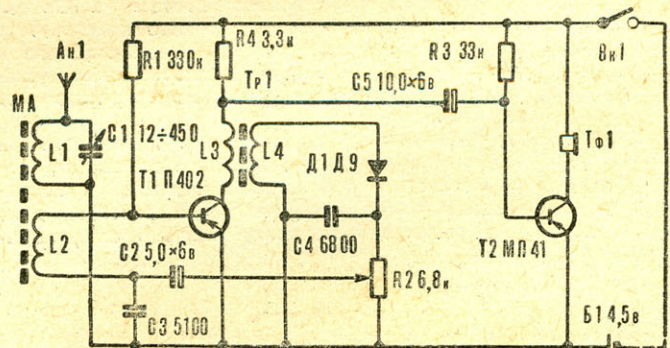 Ан1
МА
L1
С1 12÷450
L2
R1 330к
R4 3,3к
Тр1
L3
L4
Т1 П402
С2 5,0×6в
С3 5100
Д1 Д9
С4 6800
R2 6,8к
С5 10,0×6в
R3 33к
Вк1
Тф1
Т2 МП41
Б1 4,5в